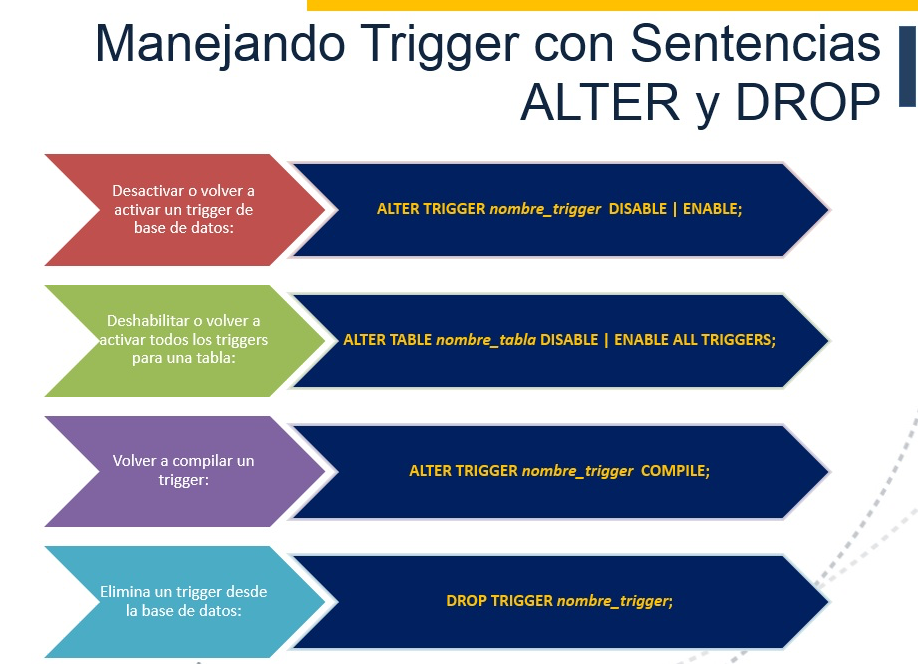 Manejando Trigger con Sentencias
ALTER y DROP
Desactivar o volver a
activar un trigger de
base de datos:
ALTER TRIGGER nombre_trigger DISABLE | ENABLE;
Deshabilitar o volver a
activar todos los triggers
para una tabla:
ALTER TABLE nombre_tabla DISABLE | ENABLE ALL TRIGGERS;
Volver a compilar un
trigger:
ALTER TRIGGER nombre_trigger COMPILE;
Elimina un trigger desde
la base de datos:
DROP TRIGGER nombre_trigger;